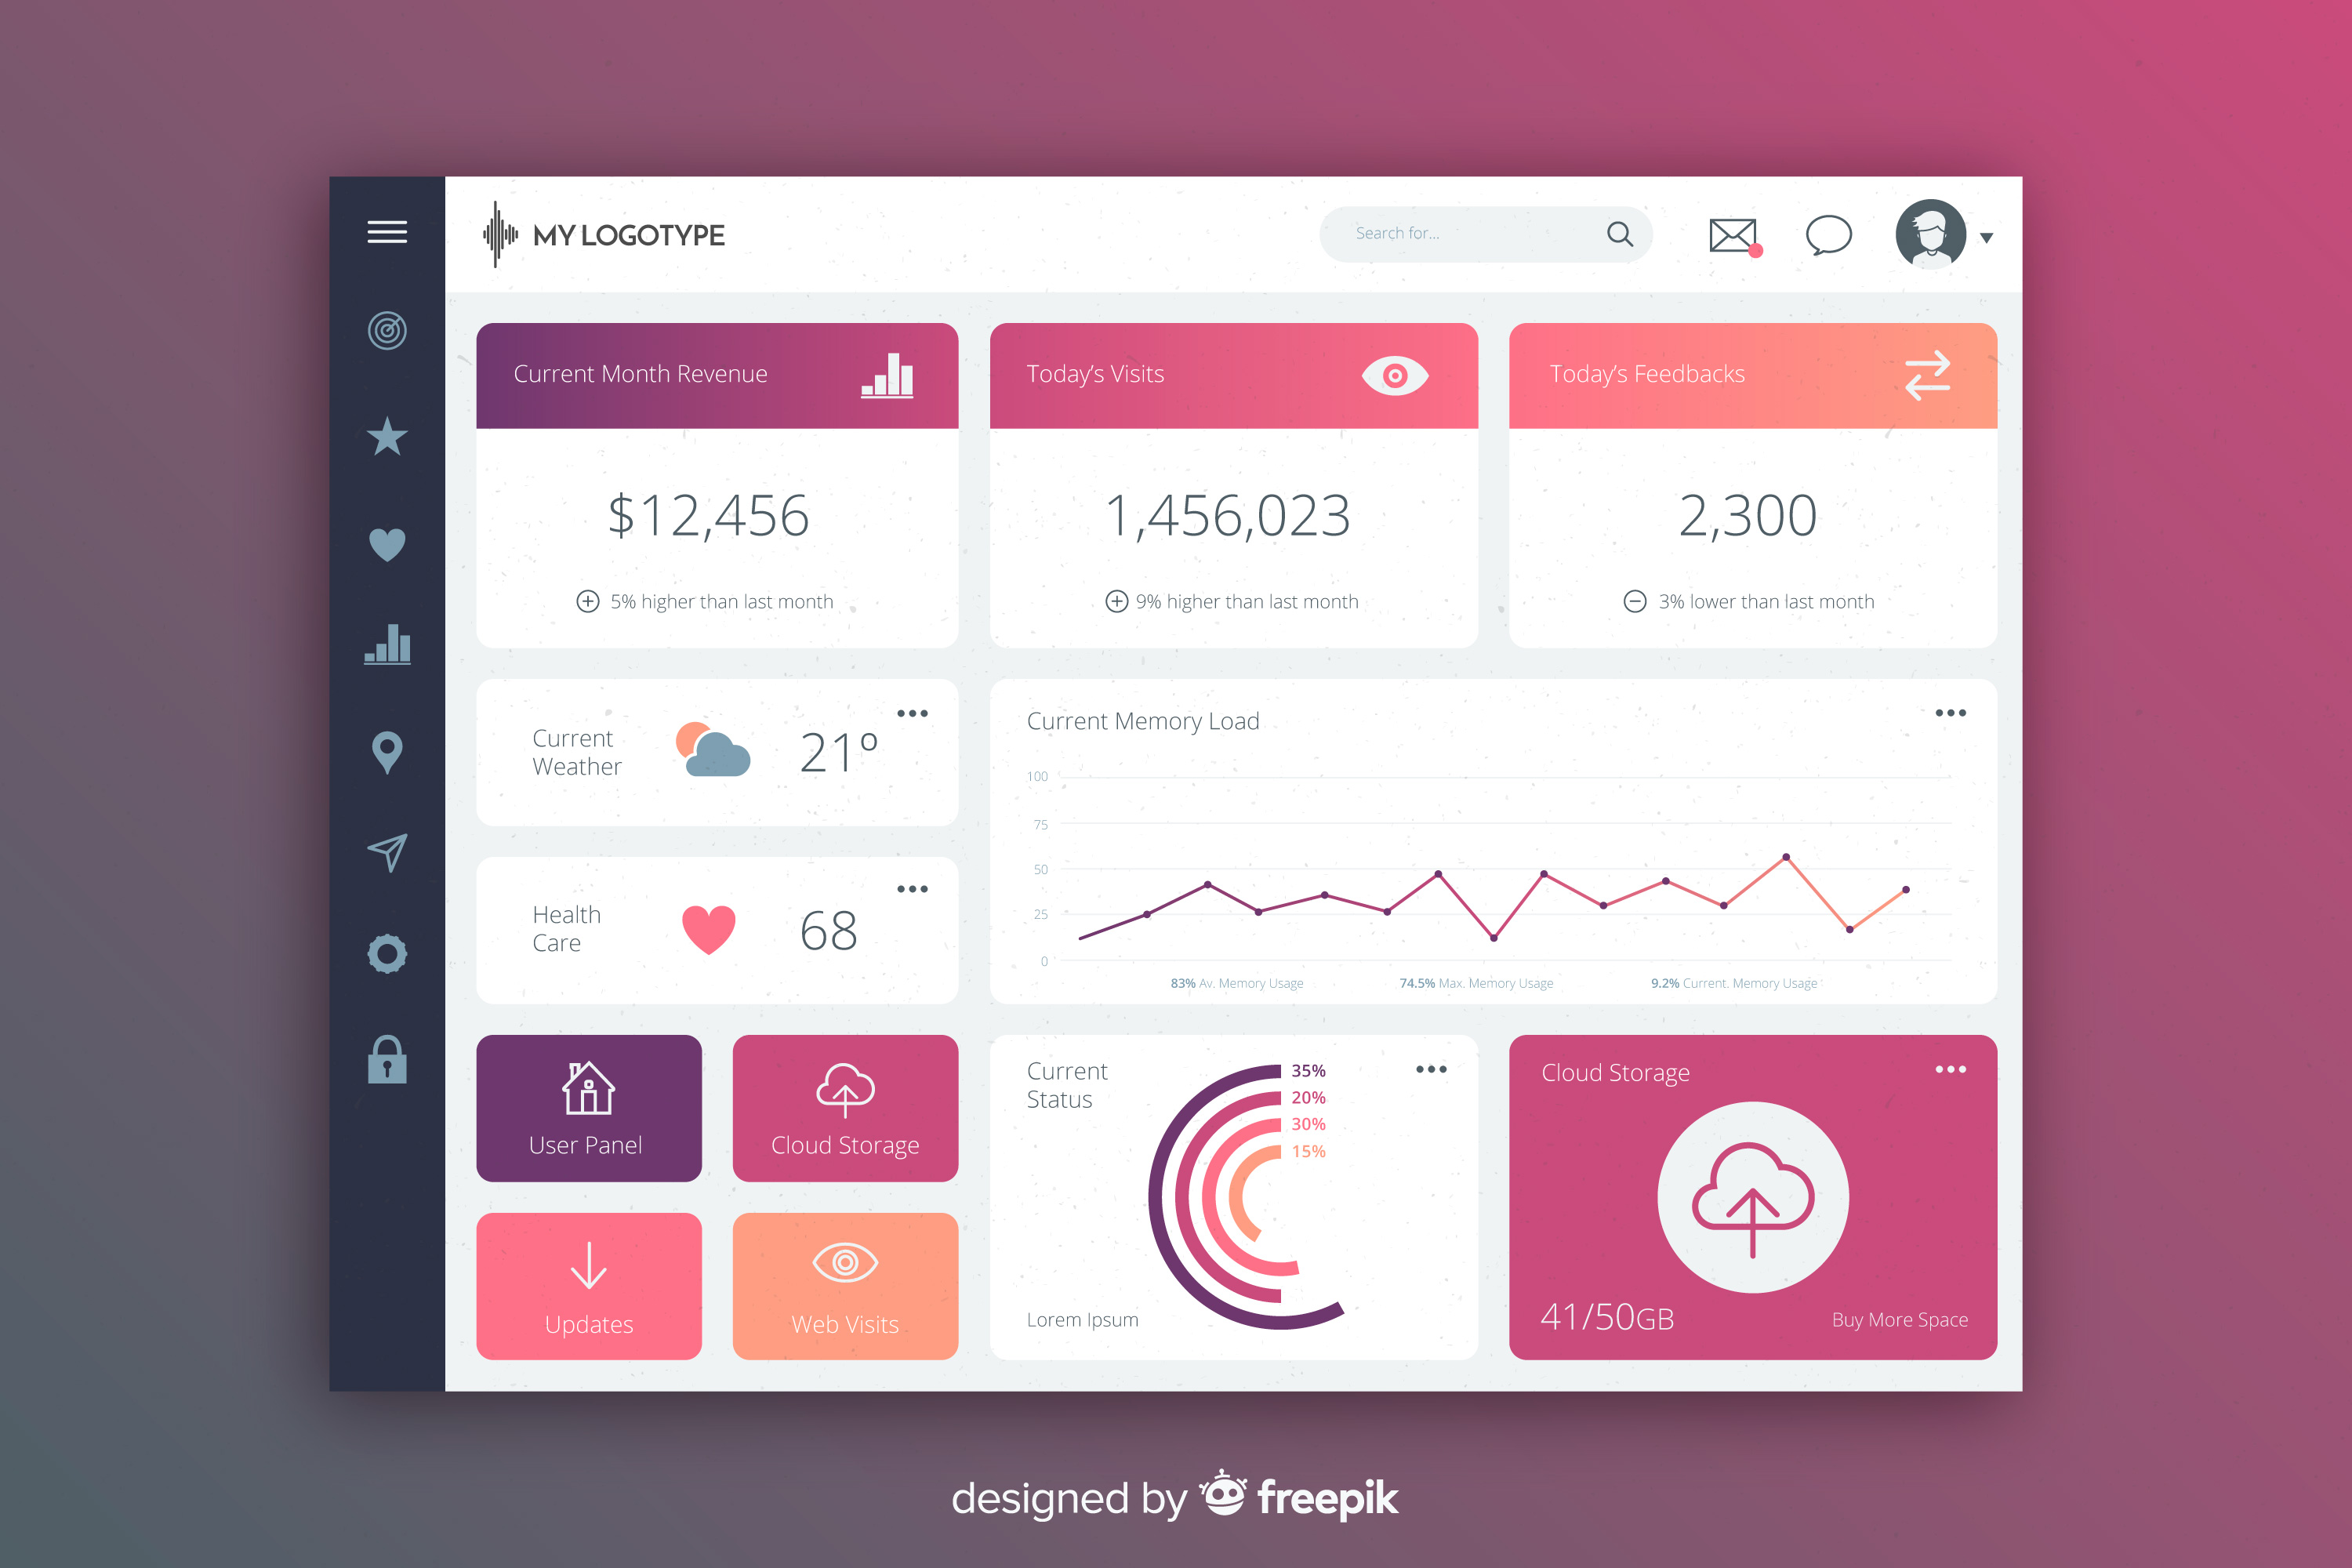 MY LOGOTYPE
Search for...
Current Month Revenue
$12,456
5% higher than last month
Today's Visits
1,456,023
9% higher than last month
Today's Feedbacks
2,300
3% lower than last month
Current
Weather
21º
Health
Care
68
Current Memory Load
100
75
50
25
0
83% Av. Memory Usage
74.5% Max. Memory Usage
9.2% Current. Memory Usage
User Panel
Cloud Storage
Updates
Web Visits
Current
Status
35%
20%
30%
15%
Lorem Ipsum
Cloud Storage
41/50GB
Buy More Space
designed by freepik